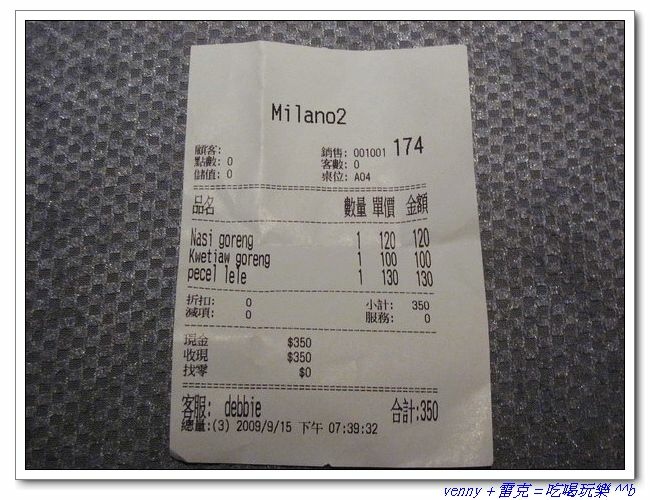 Milano2
顧客: 銷售: 001001 174
點數: 0 客數: 0
儲值: 0 桌位: A04
品名 數量 單價 金額
Nasi goreng 1 120 120
Kwetiaw goreng 1 100 100
pecel lele 1 130 130
折扣: 0 小計: 350
減項: 0 服務: 0
現金 $350
收現 $350
找零 $0
客服: debbie 合計:350
總量:(3) 2009/9/15 下午 07:39:32
venny + 雷克 = 吃喝玩樂 ^^b